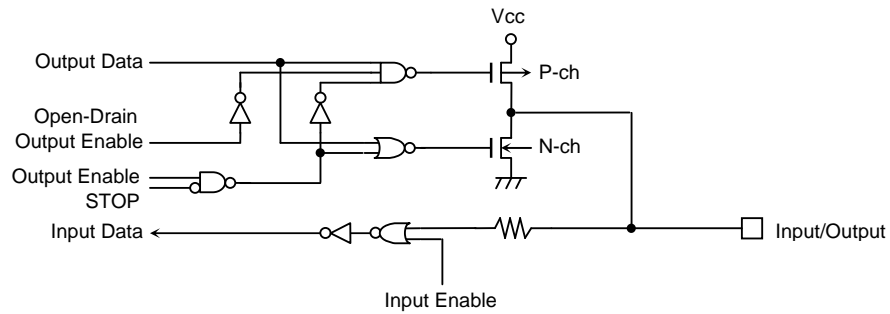 Vcc
Output Data
P-ch
Open-Drain
Output Enable
N-ch
Output Enable
STOP
Input Data
Input/Output
Input Enable